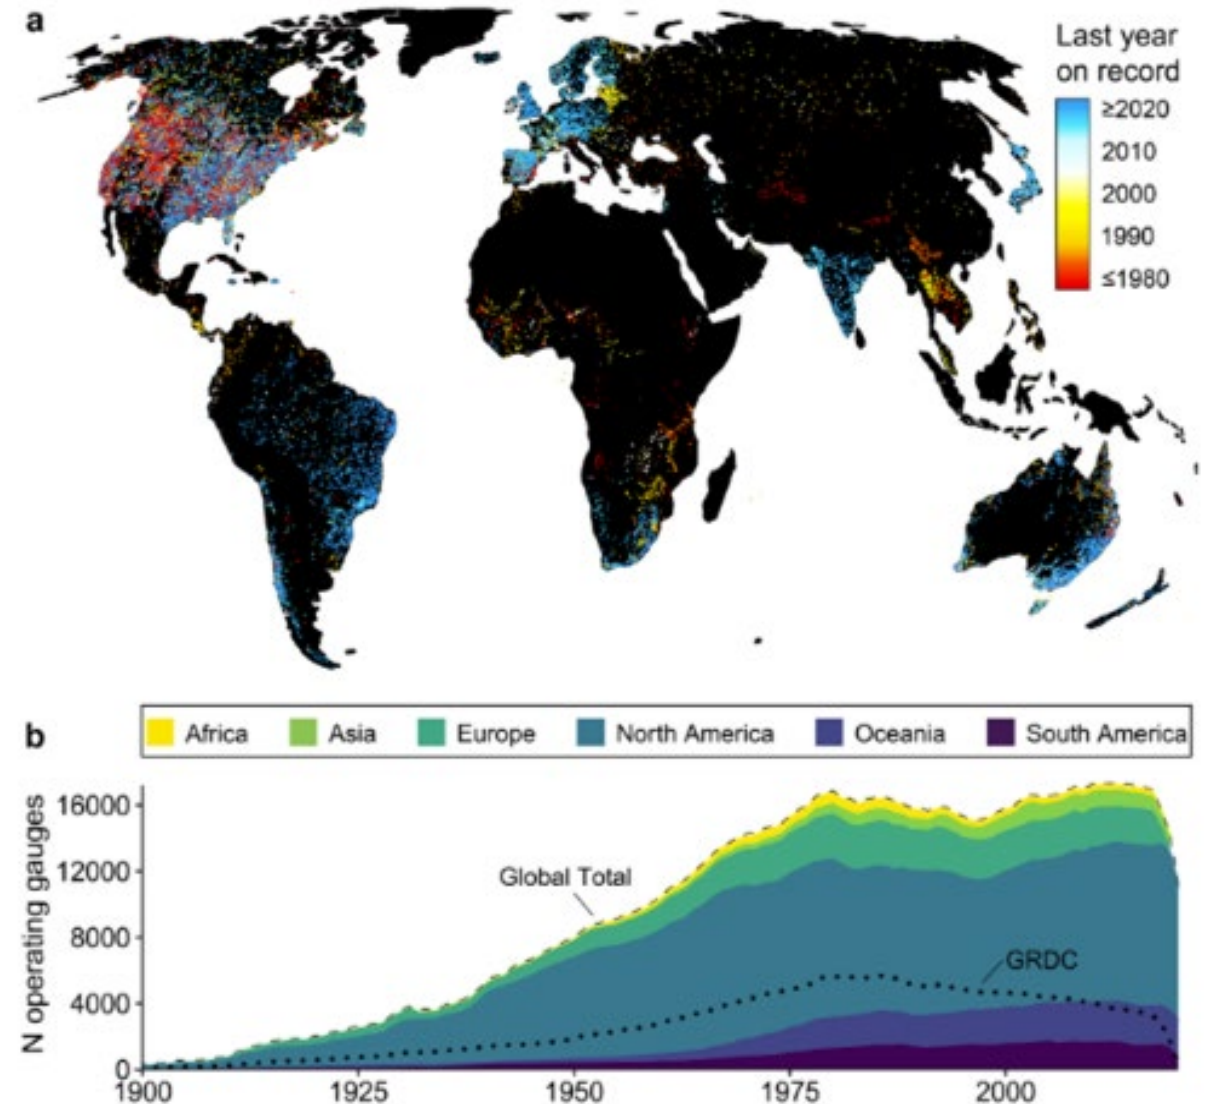 a
Last year
on record
≥2020
2010
2000
1990
≤1980
b
Africa Asia Europe North America Oceania South America
N operating gauges
16000
12000
8000
4000
0
Global Total
GRDC
1900 1925 1950 1975 2000